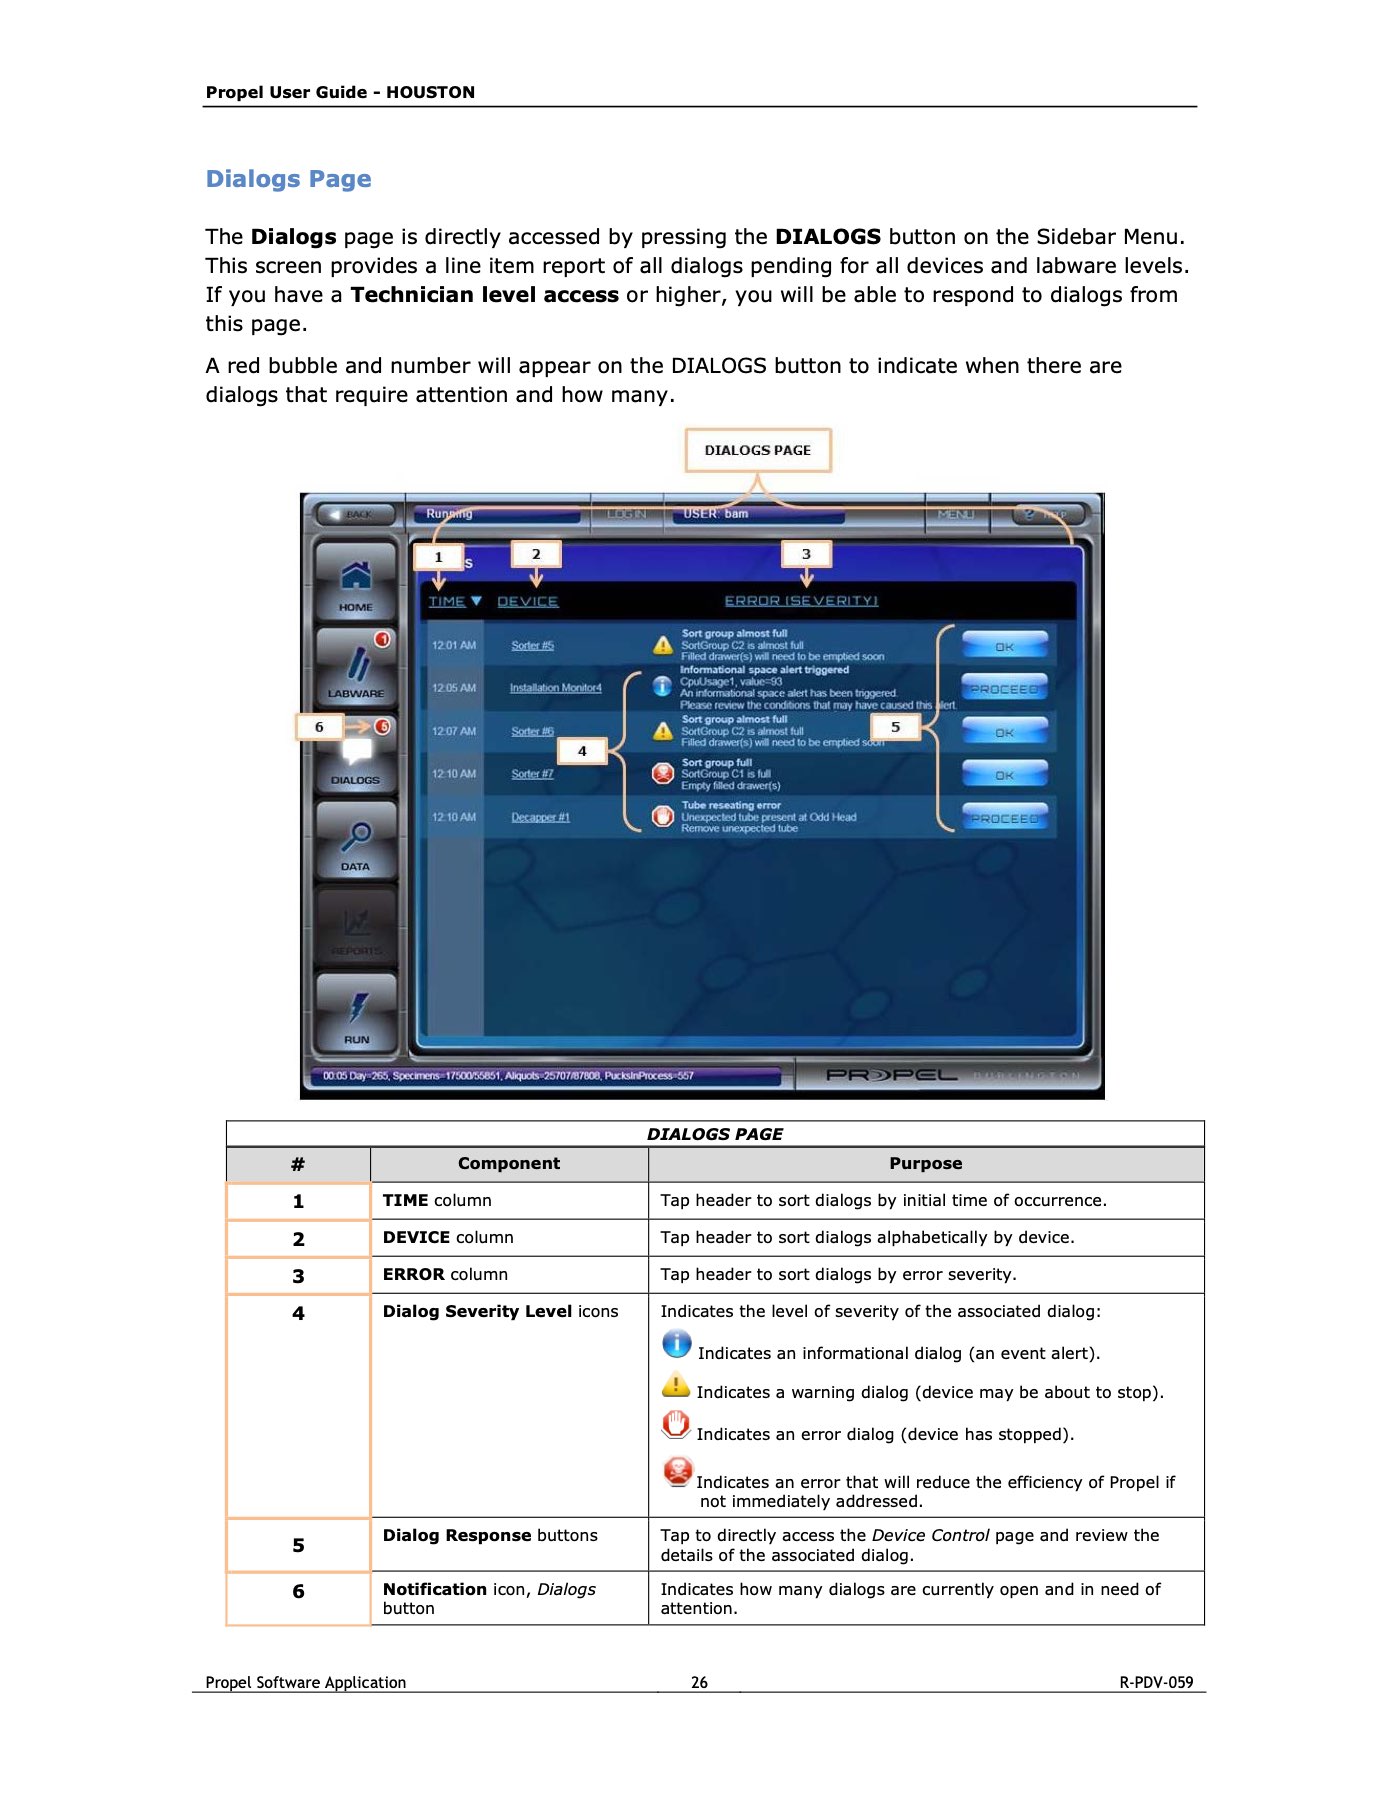 Propel User Guide - HOUSTON
Dialogs Page
The Dialogs page is directly accessed by pressing the DIALOGS button on the Sidebar Menu.
This screen provides a line item report of all dialogs pending for all devices and labware levels.
If you have a Technician level access or higher, you will be able to respond to dialogs from
this page.
A red bubble and number will appear on the DIALOGS button to indicate when there are
dialogs that require attention and how many.
DIALOGS PAGE
BACK Running LOG IN USER: bam MENU
1 2 3
HOME
TIME DEVICE ERROR (SEVERITY)
1
LABWARE
12:01 AM Sorter #5 Sort group almost full
SortGroup C2 is almost full
Filled drawer(s) will need to be emptied soon
OK
12:05 AM Installation Monitor4 Informational space alert triggered
CpuUsage1, value=93
An informational space alert has been triggered.
Please review the conditions that may have caused this alert.
PROCEED
6
DIALOGS
4 5
12:07 AM Sorter #6 Sort group almost full
SortGroup C2 is almost full
Filled drawer(s) will need to be emptied soon
OK
12:10 AM Sorter #7 Sort group full
SortGroup C1 is full
Empty filled drawer(s)
OK
12:10 AM Decapper #1 Tube reseating error
Unexpected tube present at Odd Head
Remove unexpected tube
PROCEED
DATA
REPORTS
RUN
00:05 Day=265, Specimens=17500/55851, Aliquots=25707/87808, PucksInProcess=557
PROPEL BURLINGTON
DIALOGS PAGE
# Component Purpose
1 TIME column Tap header to sort dialogs by initial time of occurrence.
2 DEVICE column Tap header to sort dialogs alphabetically by device.
3 ERROR column Tap header to sort dialogs by error severity.
4 Dialog Severity Level icons Indicates the level of severity of the associated dialog:
Indicates an informational dialog (an event alert).
Indicates a warning dialog (device may be about to stop).
Indicates an error dialog (device has stopped).
Indicates an error that will reduce the efficiency of Propel if
not immediately addressed.
5 Dialog Response buttons Tap to directly access the Device Control page and review the
details of the associated dialog.
6 Notification icon, Dialogs
button
Indicates how many dialogs are currently open and in need of
attention.
Propel Software Application 26 R-PDV-059